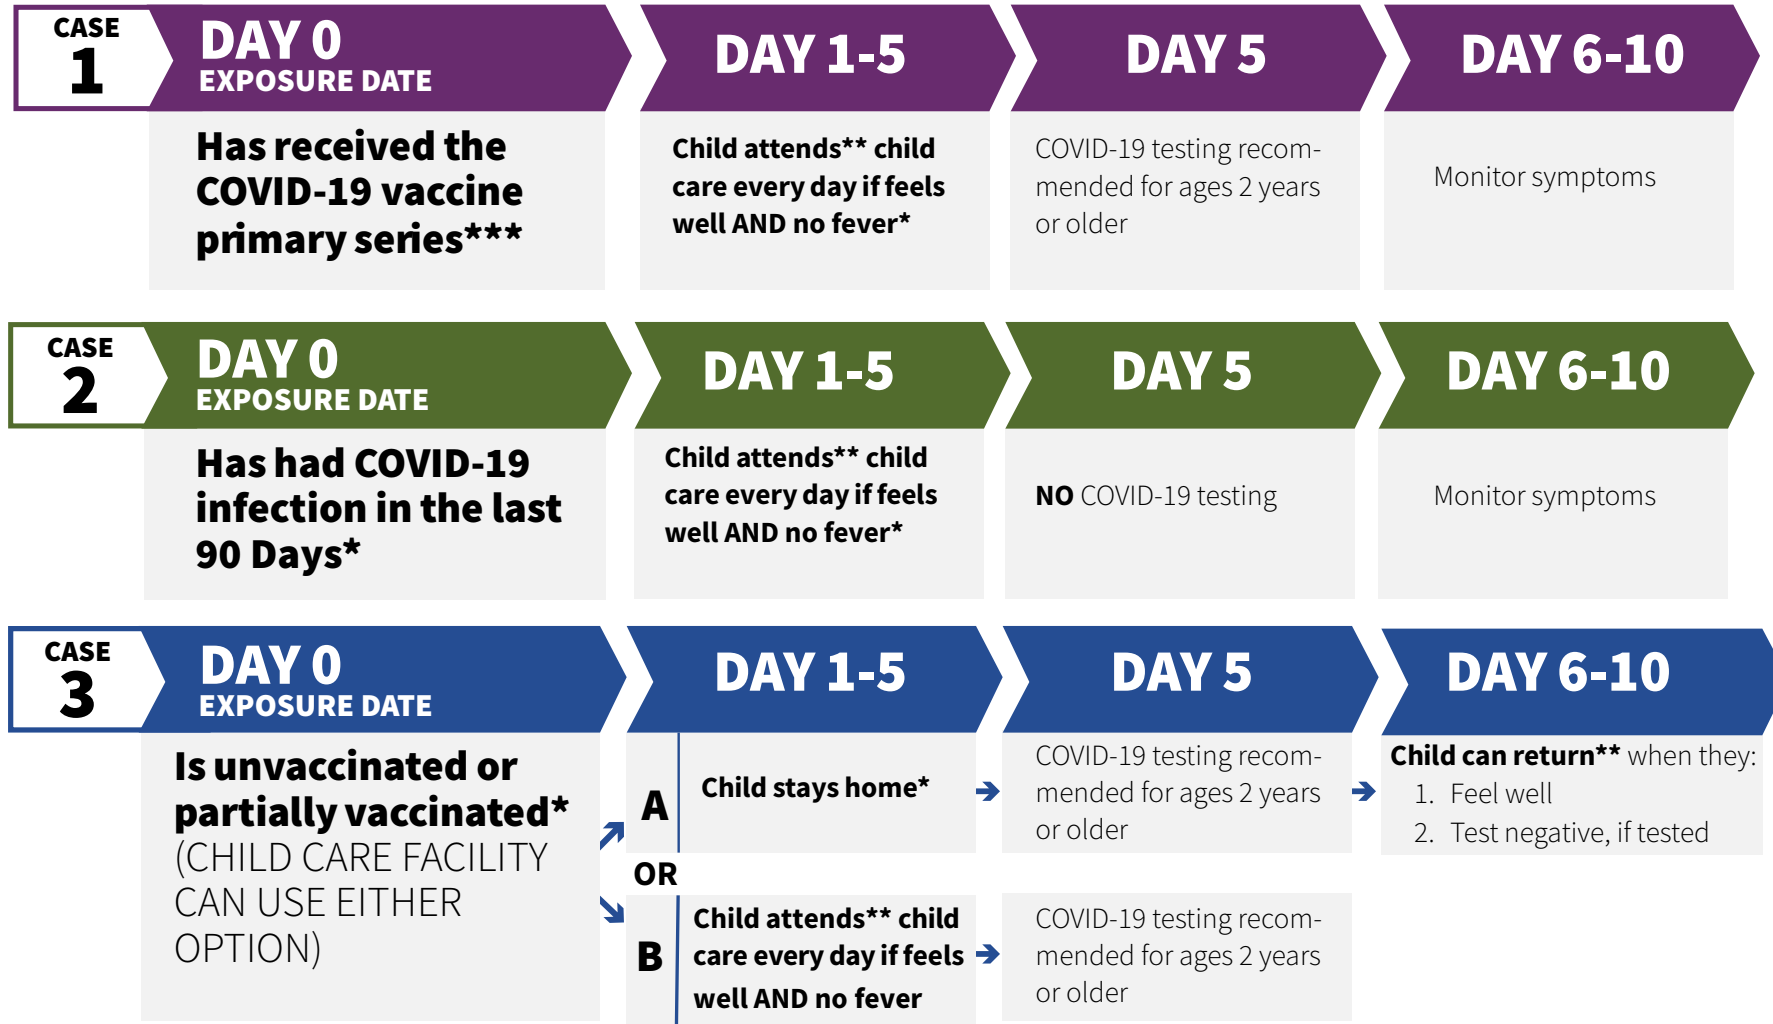 CASE
1
DAY 0
EXPOSURE DATE
DAY 1-5
DAY 5
DAY 6-10
Has received the
COVID-19 vaccine
primary series***
Child attends** child
care every day if feels
well AND no fever*
COVID-19 testing recom-
mended for ages 2 years
or older
Monitor symptoms
CASE
2
DAY 0
EXPOSURE DATE
DAY 1-5
DAY 5
DAY 6-10
Has had COVID-19
infection in the last
90 Days*
Child attends** child
care every day if feels
well AND no fever*
NO COVID-19 testing
Monitor symptoms
CASE
3
DAY 0
EXPOSURE DATE
DAY 1-5
DAY 5
DAY 6-10
Is unvaccinated or
partially vaccinated*
(CHILD CARE FACILITY
CAN USE EITHER
OPTION)
A
Child stays home*
COVID-19 testing recom-
mended for ages 2 years
or older
Child can return** when they:
1. Feel well
2. Test negative, if tested
OR
B
Child attends** child
care every day if feels
well AND no fever
COVID-19 testing recom-
mended for ages 2 years
or older